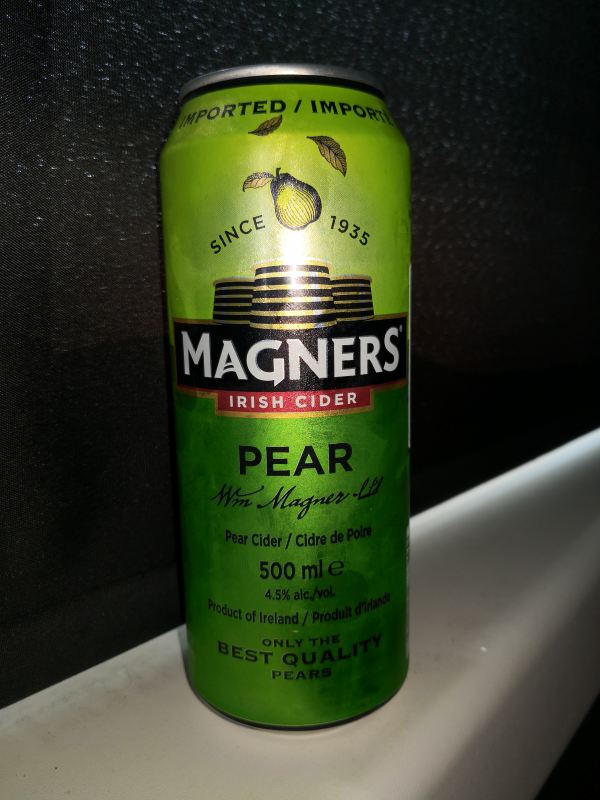 IMPORTED / IMPORTE
SINCE 1935
MAGNERS
IRISH CIDER
PEAR
Wm Magner Ltd
Pear Cider / Cidre de Poire
500 ml e
4.5% alc./vol.
Product of Ireland / Produit d'Irlande
ONLY THE
BEST QUALITY
PEARS